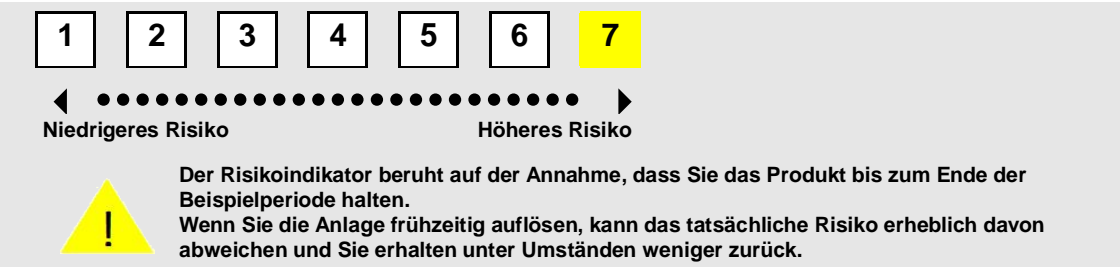 1 2 3 4 5 6 7
Niedrigeres Risiko Höheres Risiko
Der Risikoindikator beruht auf der Annahme, dass Sie das Produkt bis zum Ende der
Beispielperiode halten.
Wenn Sie die Anlage frühzeitig auflösen, kann das tatsächliche Risiko erheblich davon
abweichen und Sie erhalten unter Umständen weniger zurück.
!